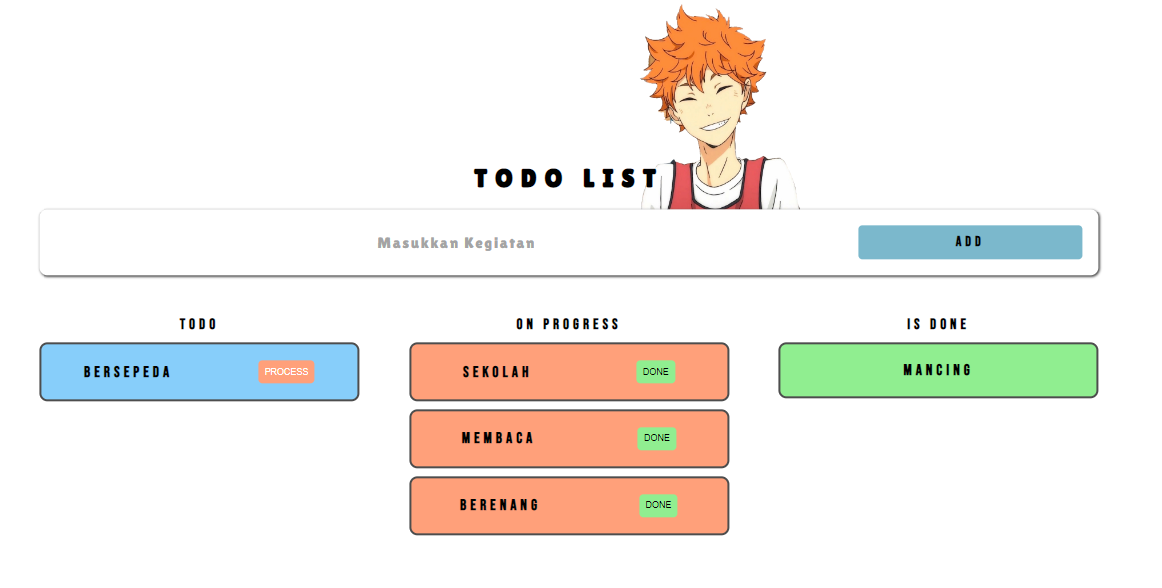 TODO LIST
Masukkan Kegiatan
ADD
TODO
BERSEPEDA
PROCESS
ON PROGRESS
SEKOLAH
DONE
MEMBACA
DONE
BERENANG
DONE
IS DONE
MANCING